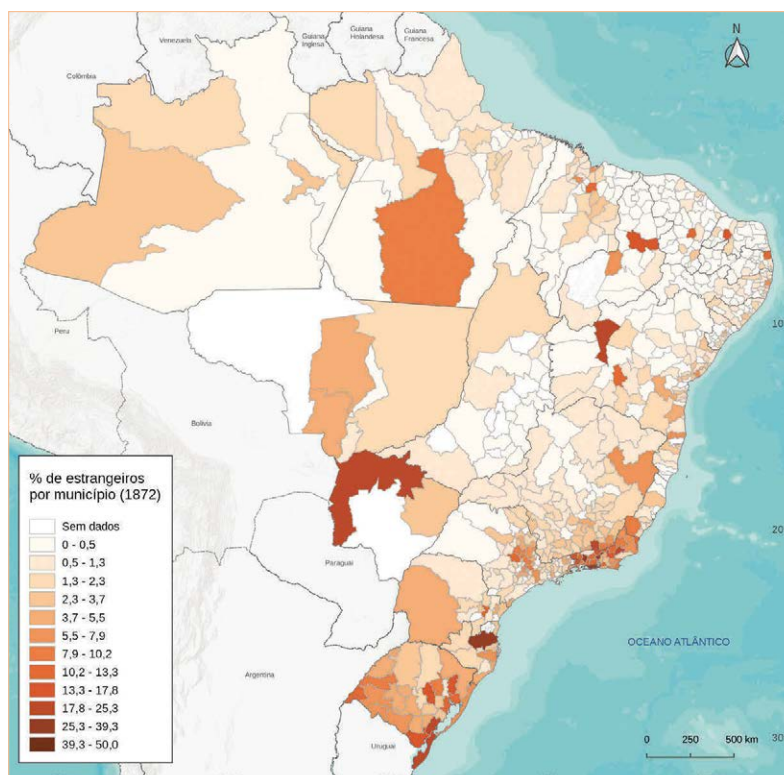 Venezuela
Guiana
Inglesa
Guiana
Holandesa
Guiana
Francesa
N
Colômbia
Peru
10
Bolívia
% de estrangeiros
por município (1872)
Sem dados
0 - 0,5
0,5 - 1,3
1,3 - 2,3
2,3 - 3,7
3,7 - 5,5
5,5 - 7,9
7,9 - 10,2
10,2 - 13,3
13,3 - 17,8
17,8 - 25,3
25,3 - 39,3
39,3 - 50,0
20
Paraguai
OCEANO ATLÂNTICO
Argentina
Uruguai
0 250 500 km
30